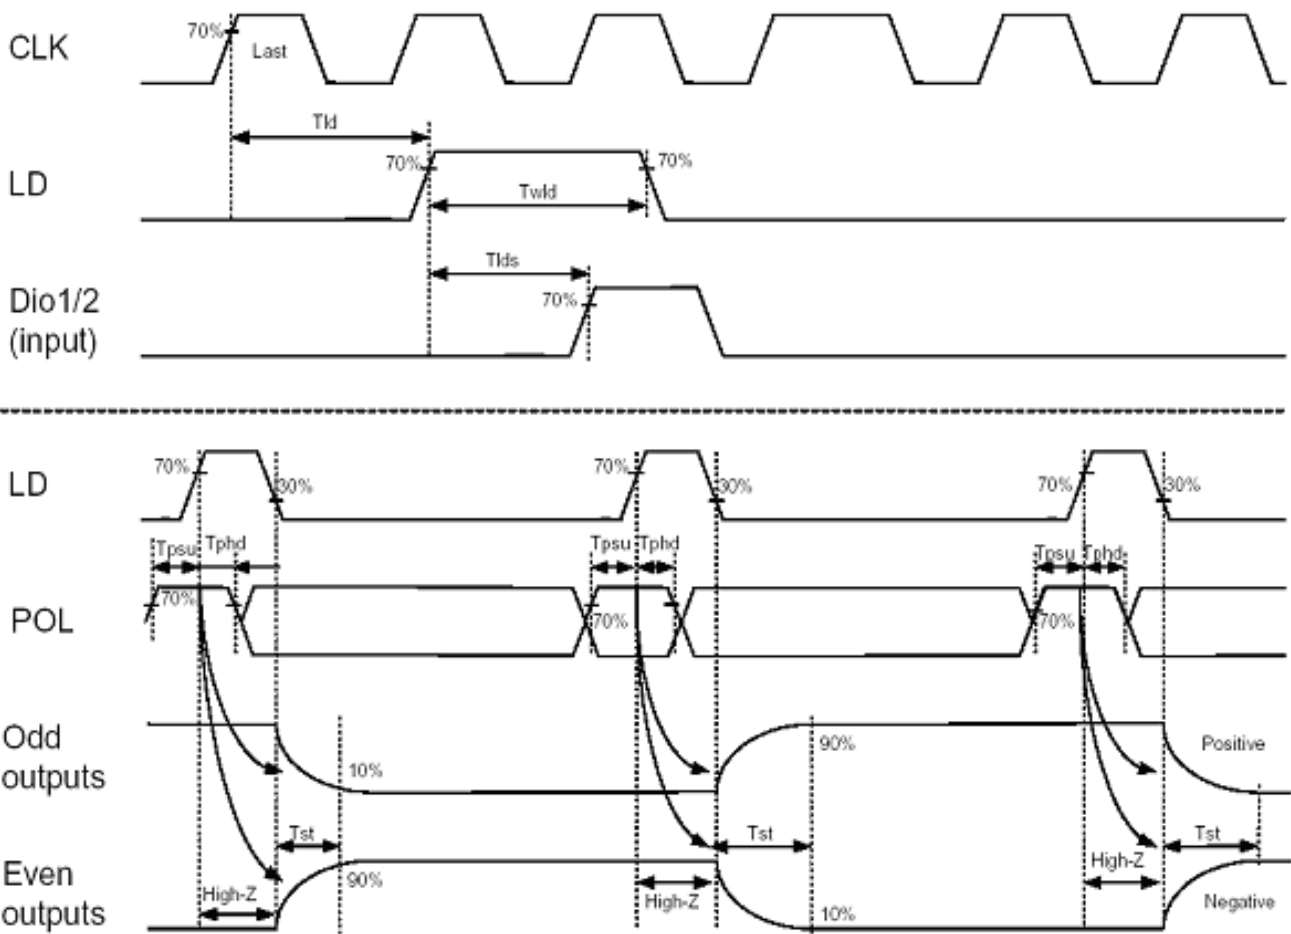 CLK
70%
Last
Tld
LD
70%
70%
Twld
Tlds
Dio1/2
(input)
70%
LD
70%
30%
70%
30%
70%
30%
Tpsu
Tphd
Tpsu
Tphd
Tpsu
Tphd
POL
70%
70%
70%
Odd
outputs
10%
90%
Positive
Tst
Tst
Tst
Even
outputs
High-Z
90%
High-Z
10%
High-Z
Negative